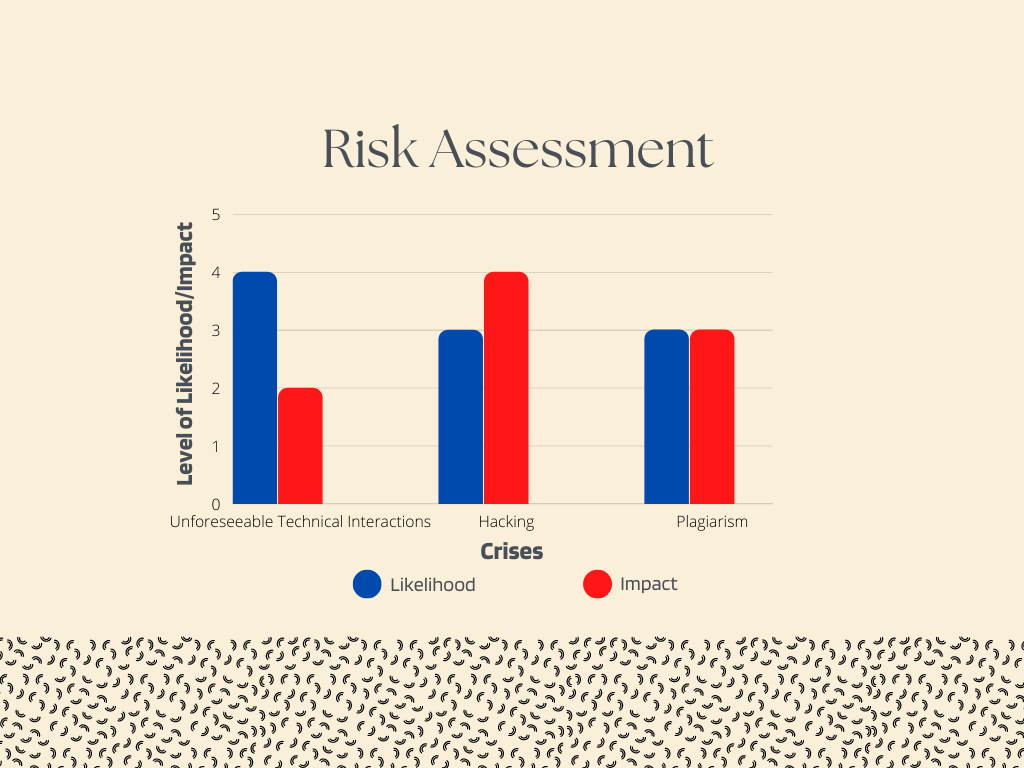 Risk Assessment
Level of Likelihood/Impact
5
4
3
2
1
0
Unforeseeable Technical Interactions
Hacking
Plagiarism
Crises
Likelihood
Impact